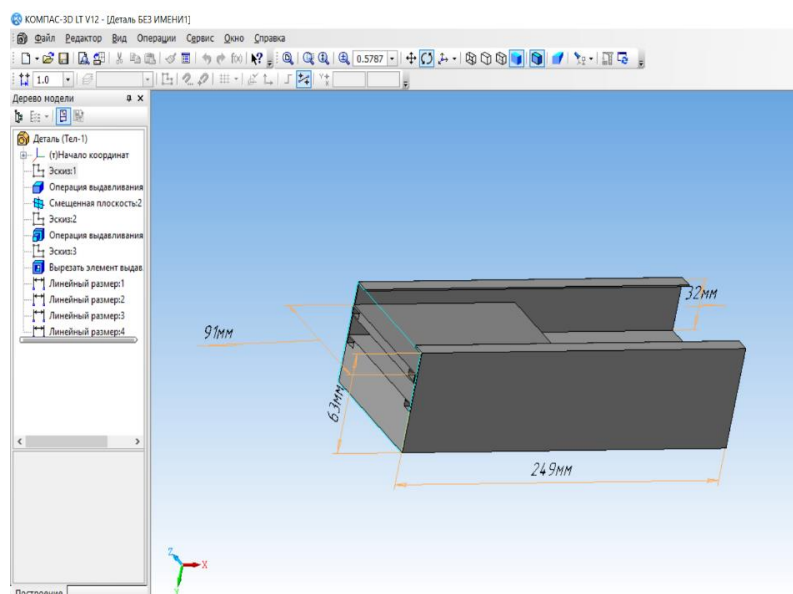 КОМПАС-3D LT V12 - [Деталь БЕЗ ИМЕНИ1]
Файл Редактор Вид Операции Сервис Окно Справка
0.5787
1.0
Дерево модели
Деталь (Тел-1)
(т)Начало координат
Эскиз:1
Операция выдавливания
Смещенная плоскость:2
Эскиз:2
Операция выдавливания
Эскиз:3
Вырезать элемент выдав
Линейный размер:1
Линейный размер:2
Линейный размер:3
Линейный размер:4
32мм
91мм
63мм
249мм
Z
X
Y
Построение